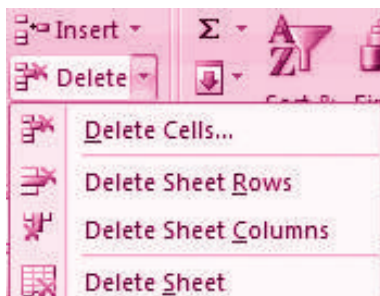 Insert Σ A
Z
Delete
Delete Cells...
Delete Sheet Rows
Delete Sheet Columns
Delete Sheet